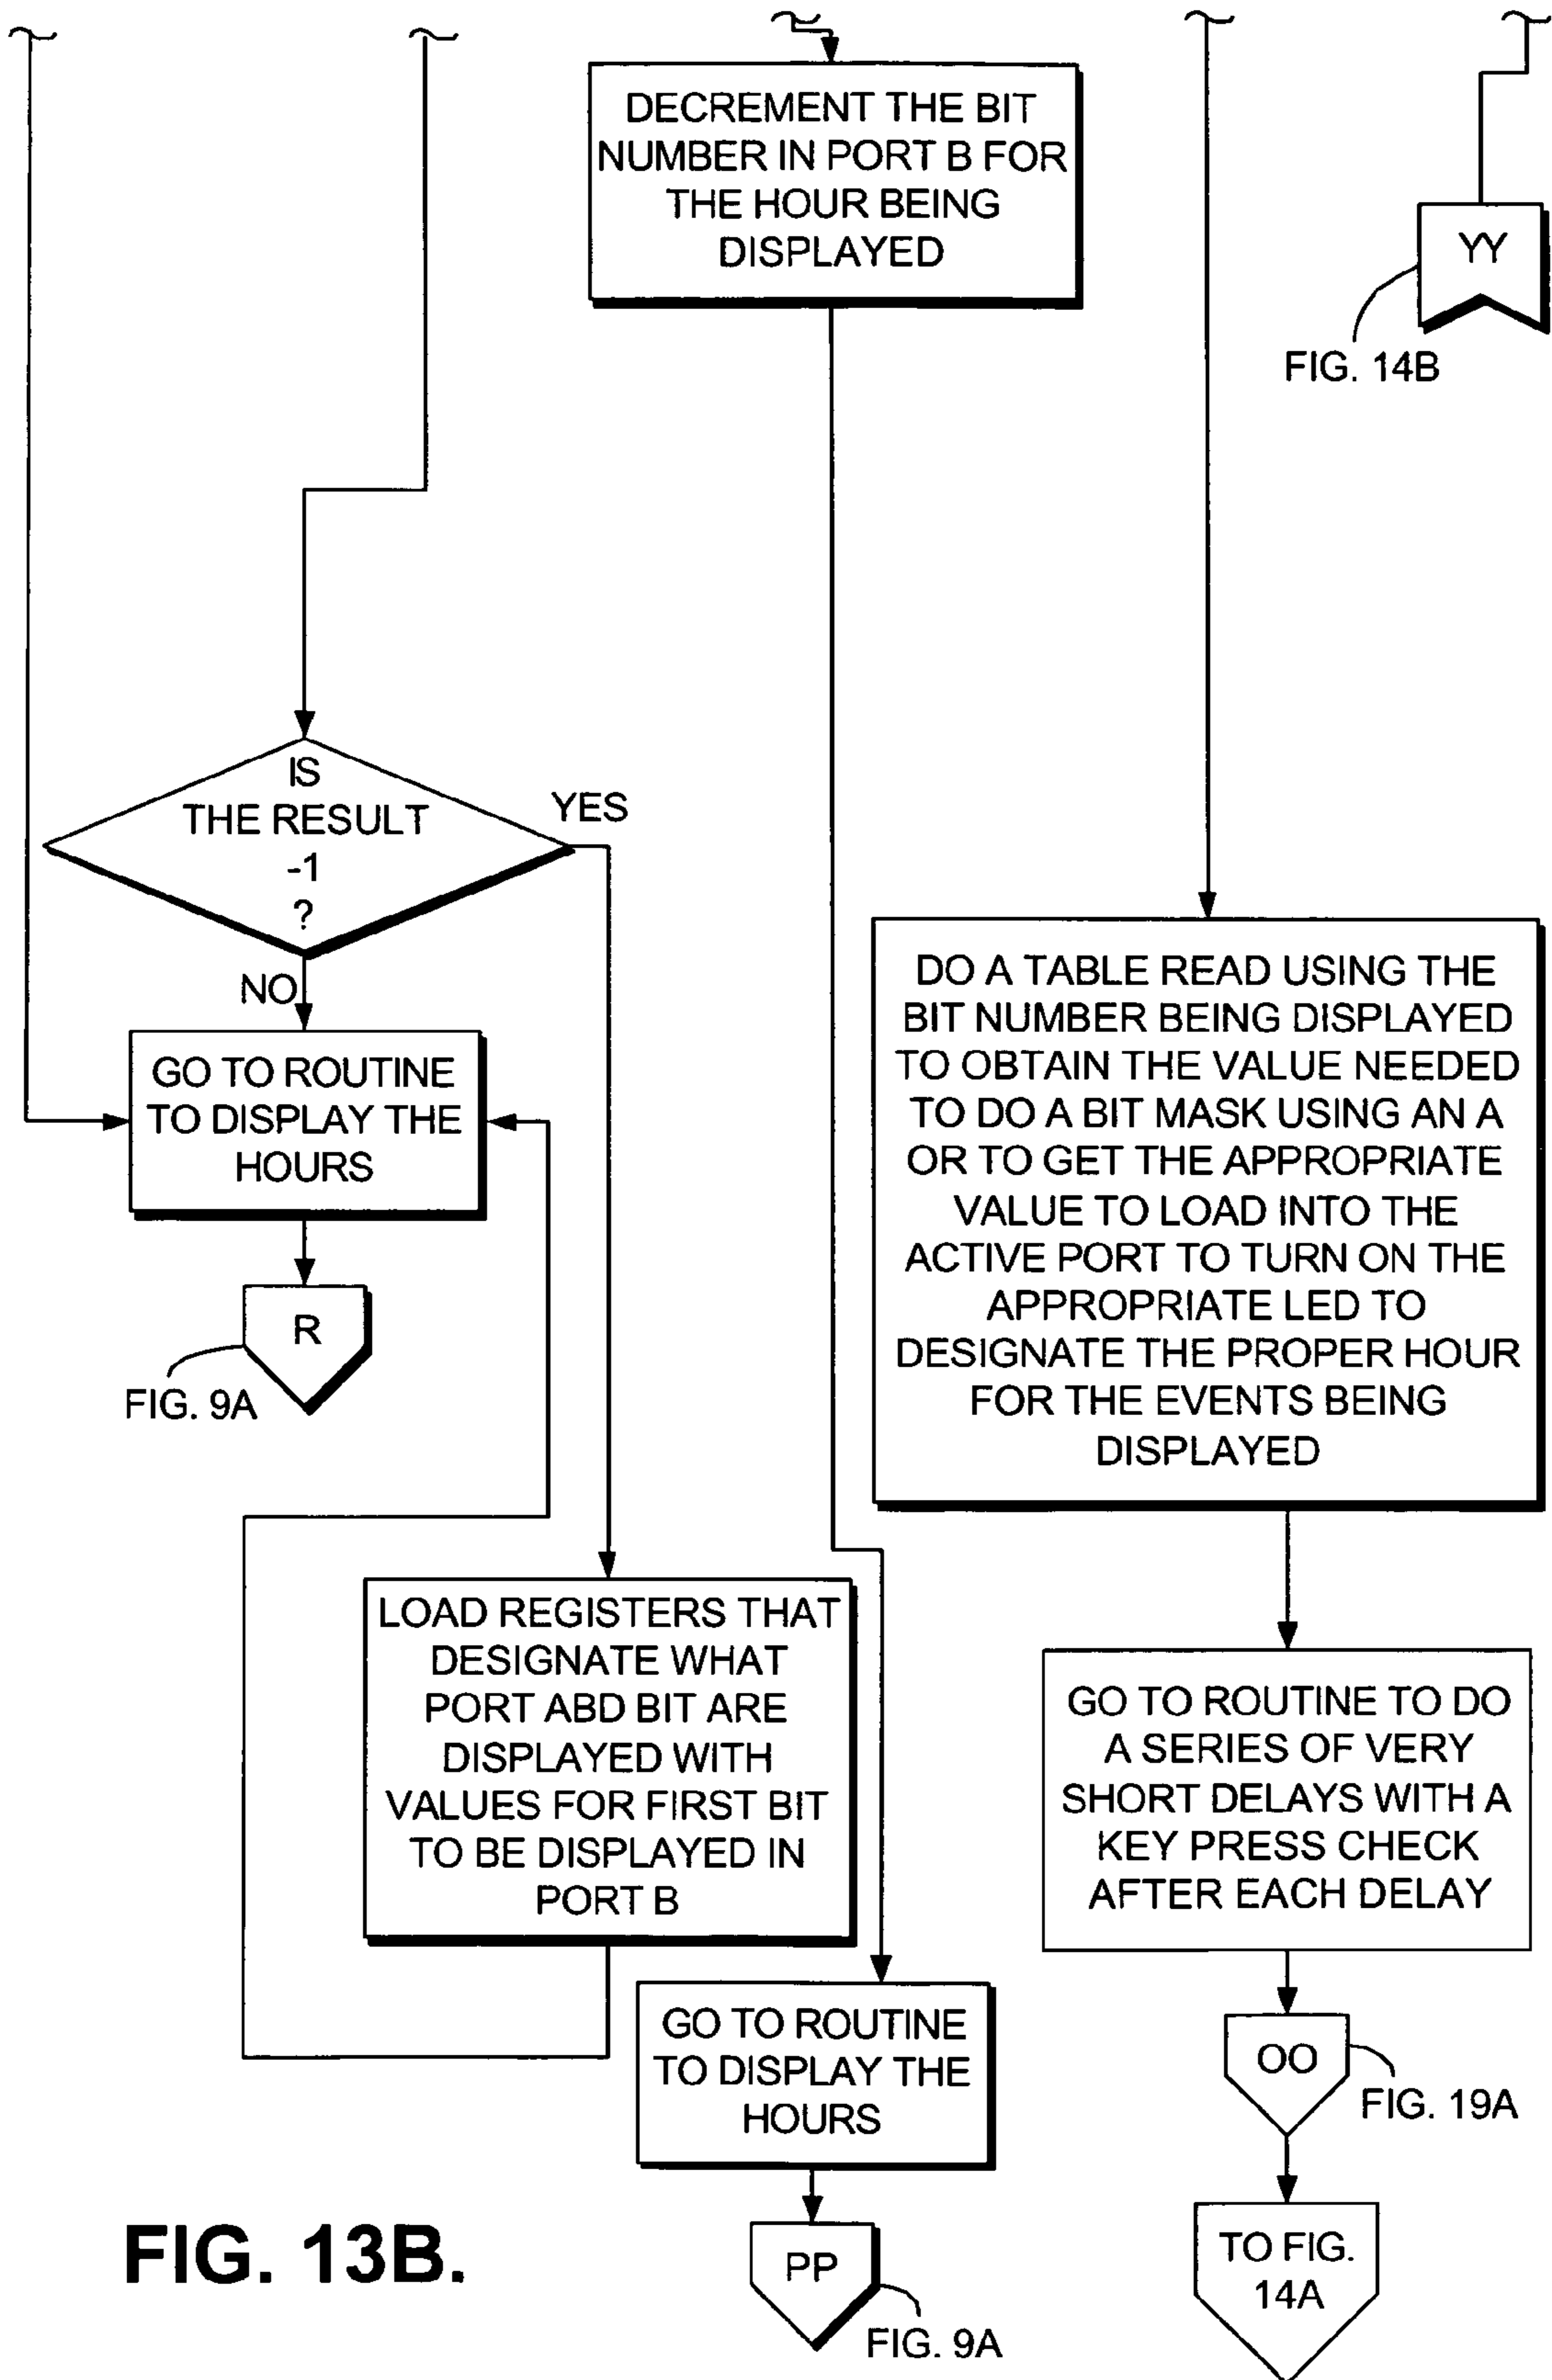 DECREMENT THE BIT
NUMBER IN PORT B FOR
THE HOUR BEING
DISPLAYED
YY
FIG. 14B
IS
THE RESULT
-1
?
YES
NO
GO TO ROUTINE
TO DISPLAY THE
HOURS
R
FIG. 9A
DO A TABLE READ USING THE
BIT NUMBER BEING DISPLAYED
TO OBTAIN THE VALUE NEEDED
TO DO A BIT MASK USING AN A
OR TO GET THE APPROPRIATE
VALUE TO LOAD INTO THE
ACTIVE PORT TO TURN ON THE
APPROPRIATE LED TO
DESIGNATE THE PROPER HOUR
FOR THE EVENTS BEING
DISPLAYED
LOAD REGISTERS THAT
DESIGNATE WHAT
PORT ABD BIT ARE
DISPLAYED WITH
VALUES FOR FIRST BIT
TO BE DISPLAYED IN
PORT B
GO TO ROUTINE TO DO
A SERIES OF VERY
SHORT DELAYS WITH A
KEY PRESS CHECK
AFTER EACH DELAY
GO TO ROUTINE
TO DISPLAY THE
HOURS
OO
FIG. 19A
PP
FIG. 9A
TO FIG.
14A
FIG. 13B.